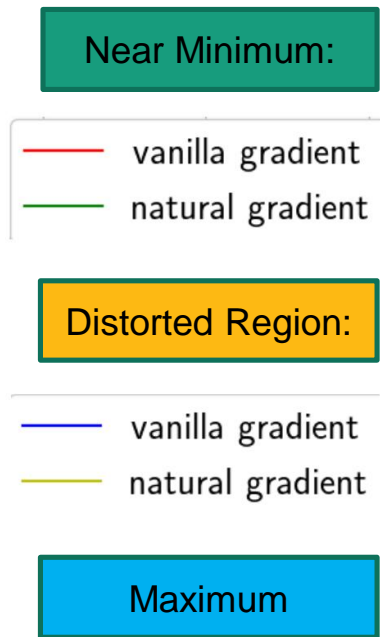 Near Minimum:
vanilla gradient
natural gradient
Distorted Region:
vanilla gradient
natural gradient
Maximum